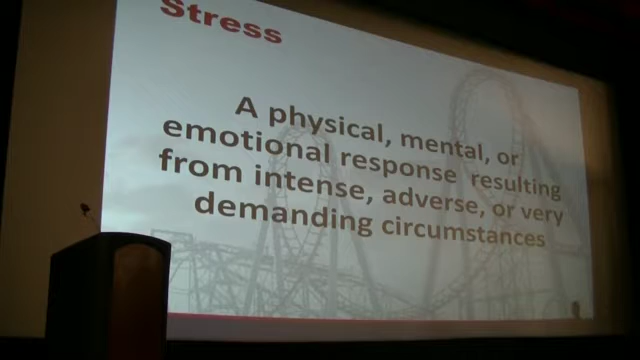 Stress
A physical, mental, or
emotional response resulting
from intense, adverse, or very
demanding circumstances